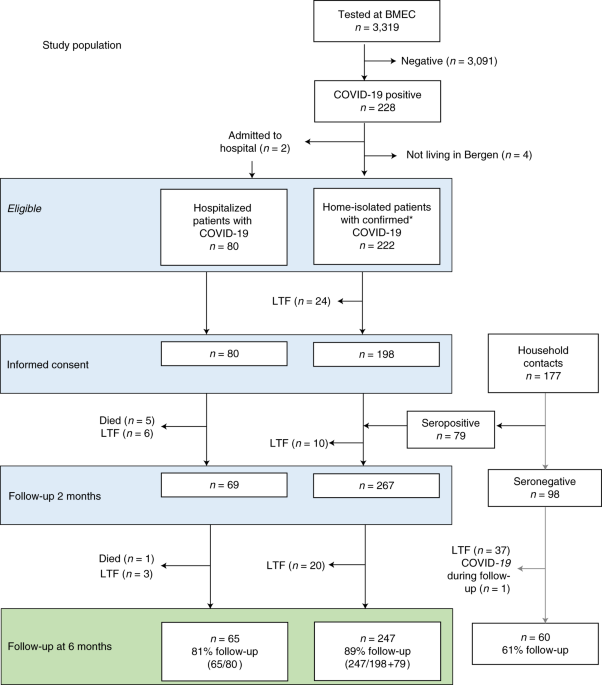 Study population
Tested at BMEC
n = 3,319
Negative (n = 3,091)
COVID-19 positive
n = 228
Admitted to
hospital (n = 2)
Not living in Bergen (n = 4)
Eligible
Hospitalized
patients with
COVID-19
n = 80
Home-isolated patients
with confirmed*
COVID-19
n = 222
LTF (n = 24)
Informed consent
n = 80
n = 198
Household
contacts
n = 177
Died (n = 5)
LTF (n = 6)
LTF (n = 10)
Seropositive
n = 79
Follow-up 2 months
n = 69
n = 267
Seronegative
n = 98
Died (n = 1)
LTF (n = 3)
LTF (n = 20)
LTF (n = 37)
COVID-19
during follow-
up (n = 1)
Follow-up at 6 months
n = 65
81% follow-up
(65/80)
n = 247
89% follow-up
(247/198+79)
n = 60
61% follow-up